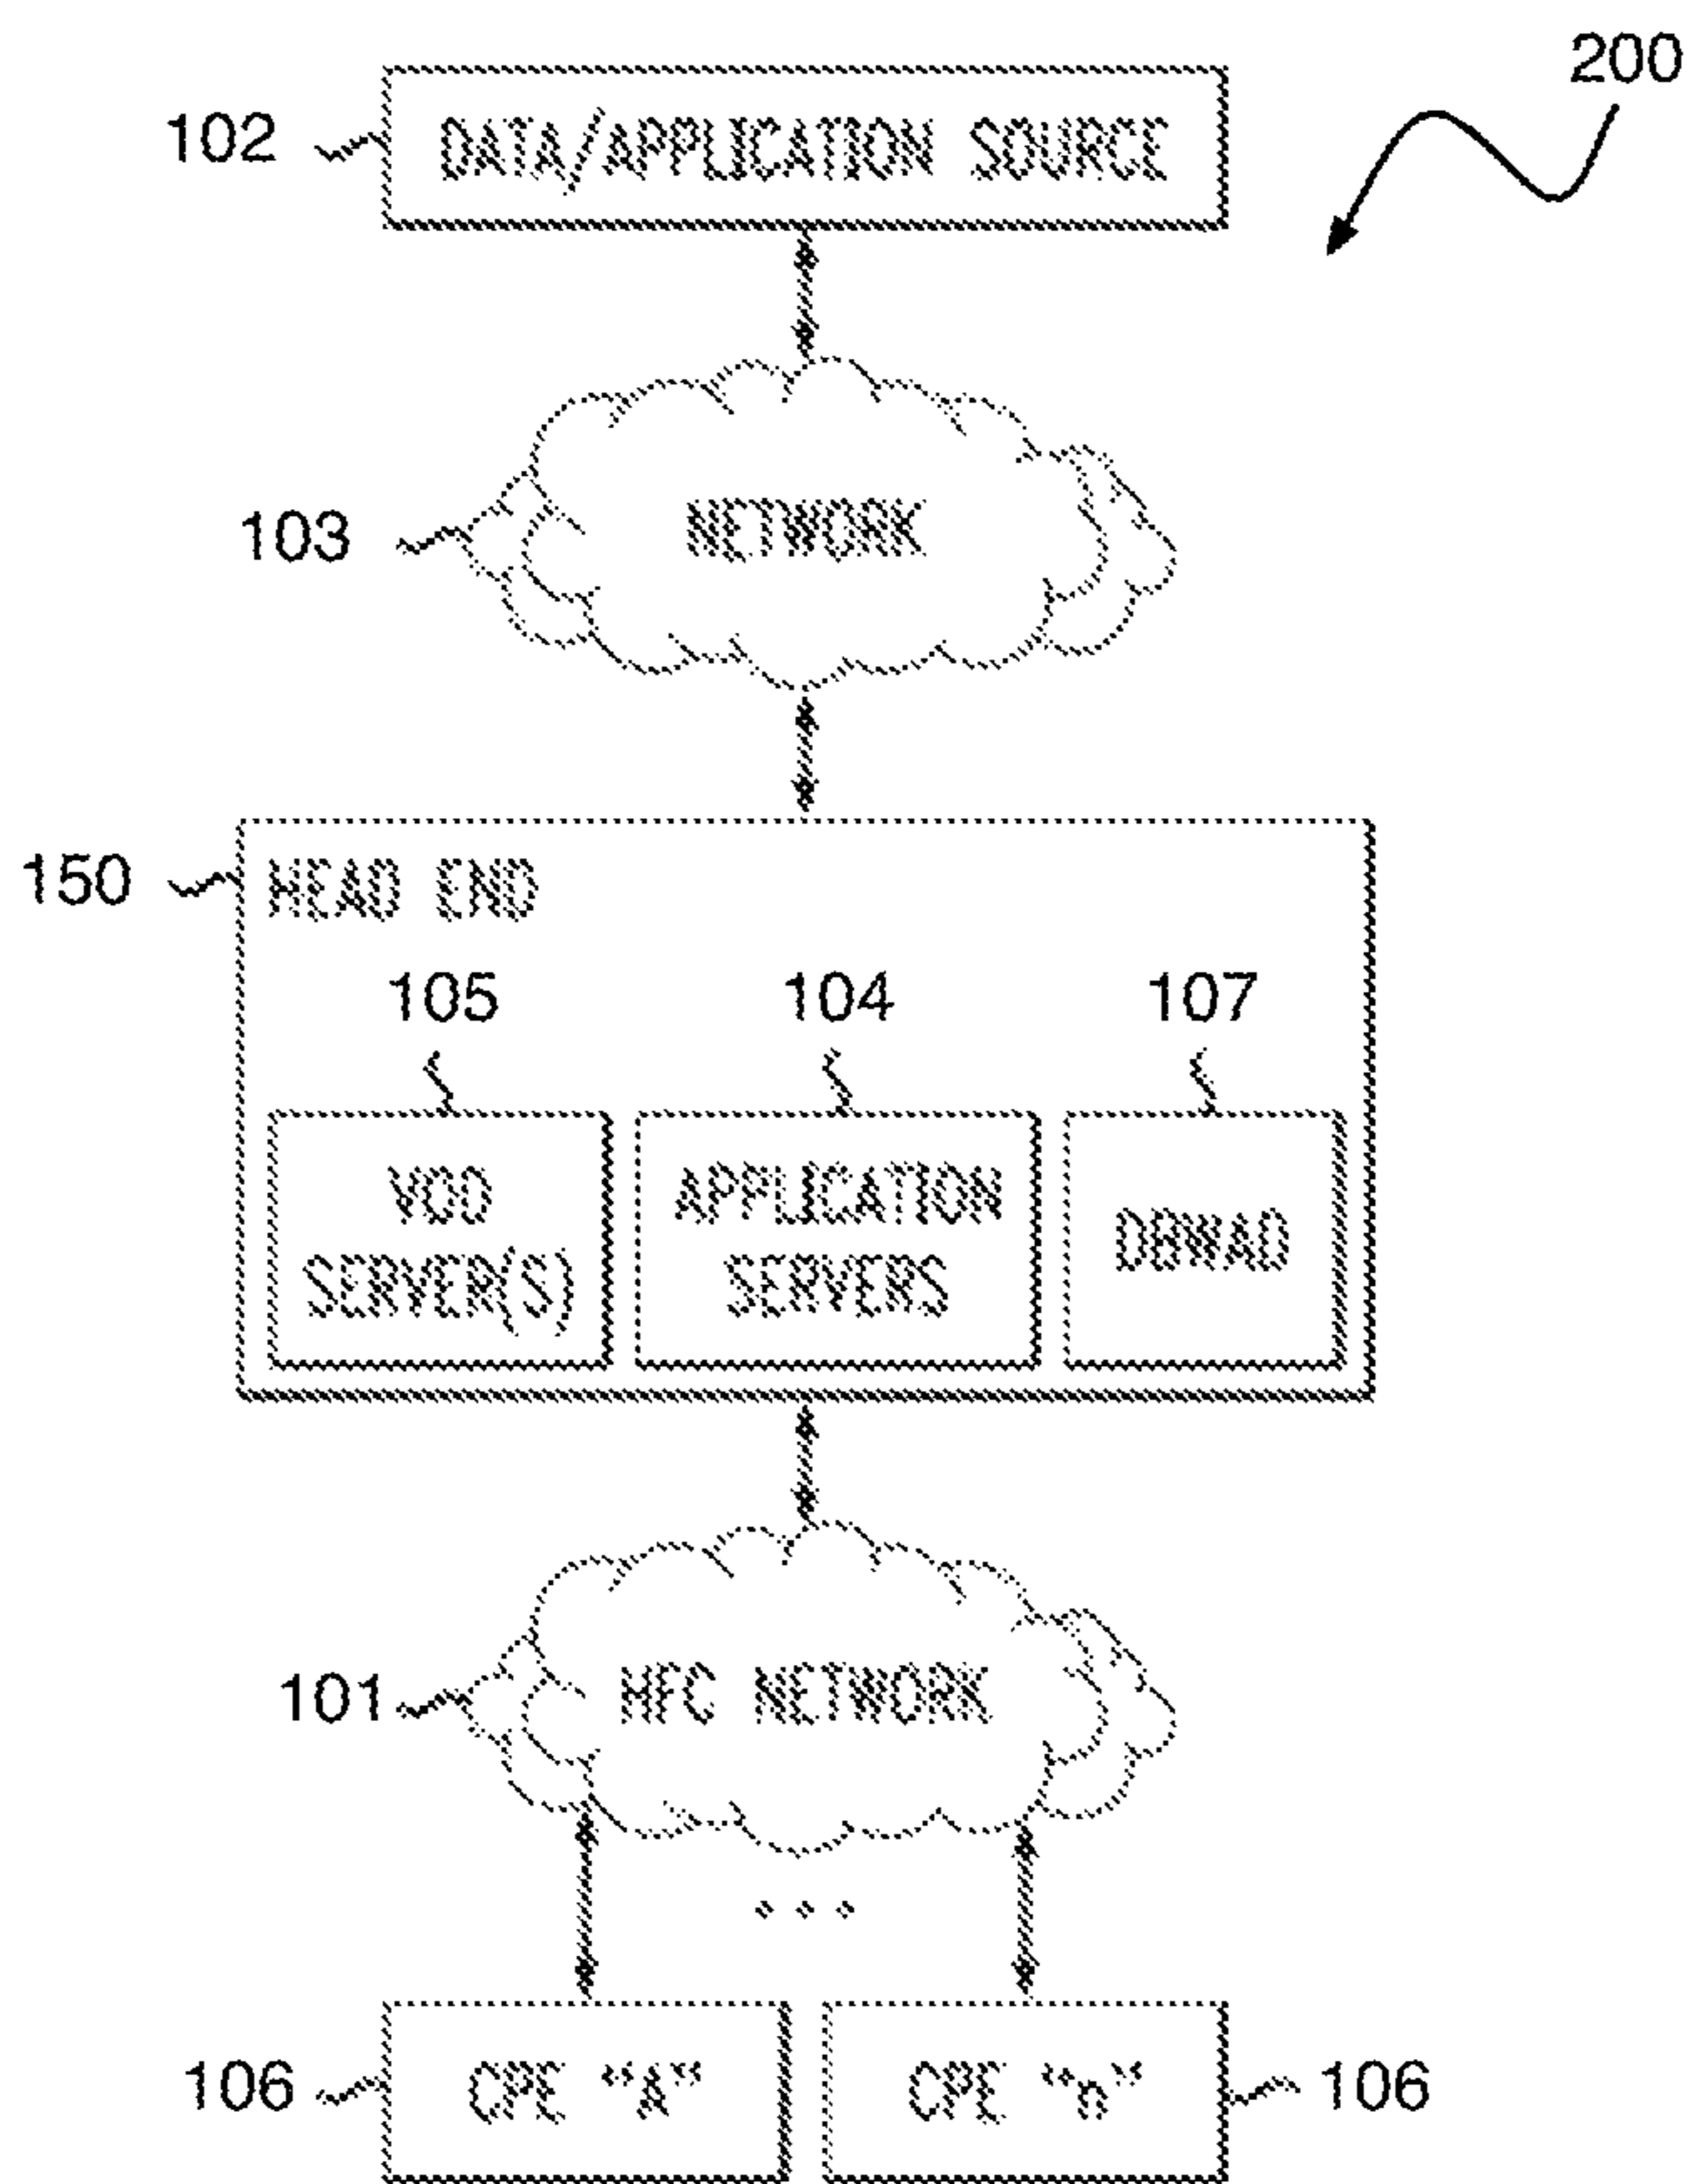 200
102
DATA/APPLICATION SOURCE
103
NETWORK
150
HEAD END
105
104
107
VOD
SERVER(S)
APPLICATION
SERVERS
DBWAD
101
HFC NETWORK
...
106
CPE "A"
CPE "n"
106